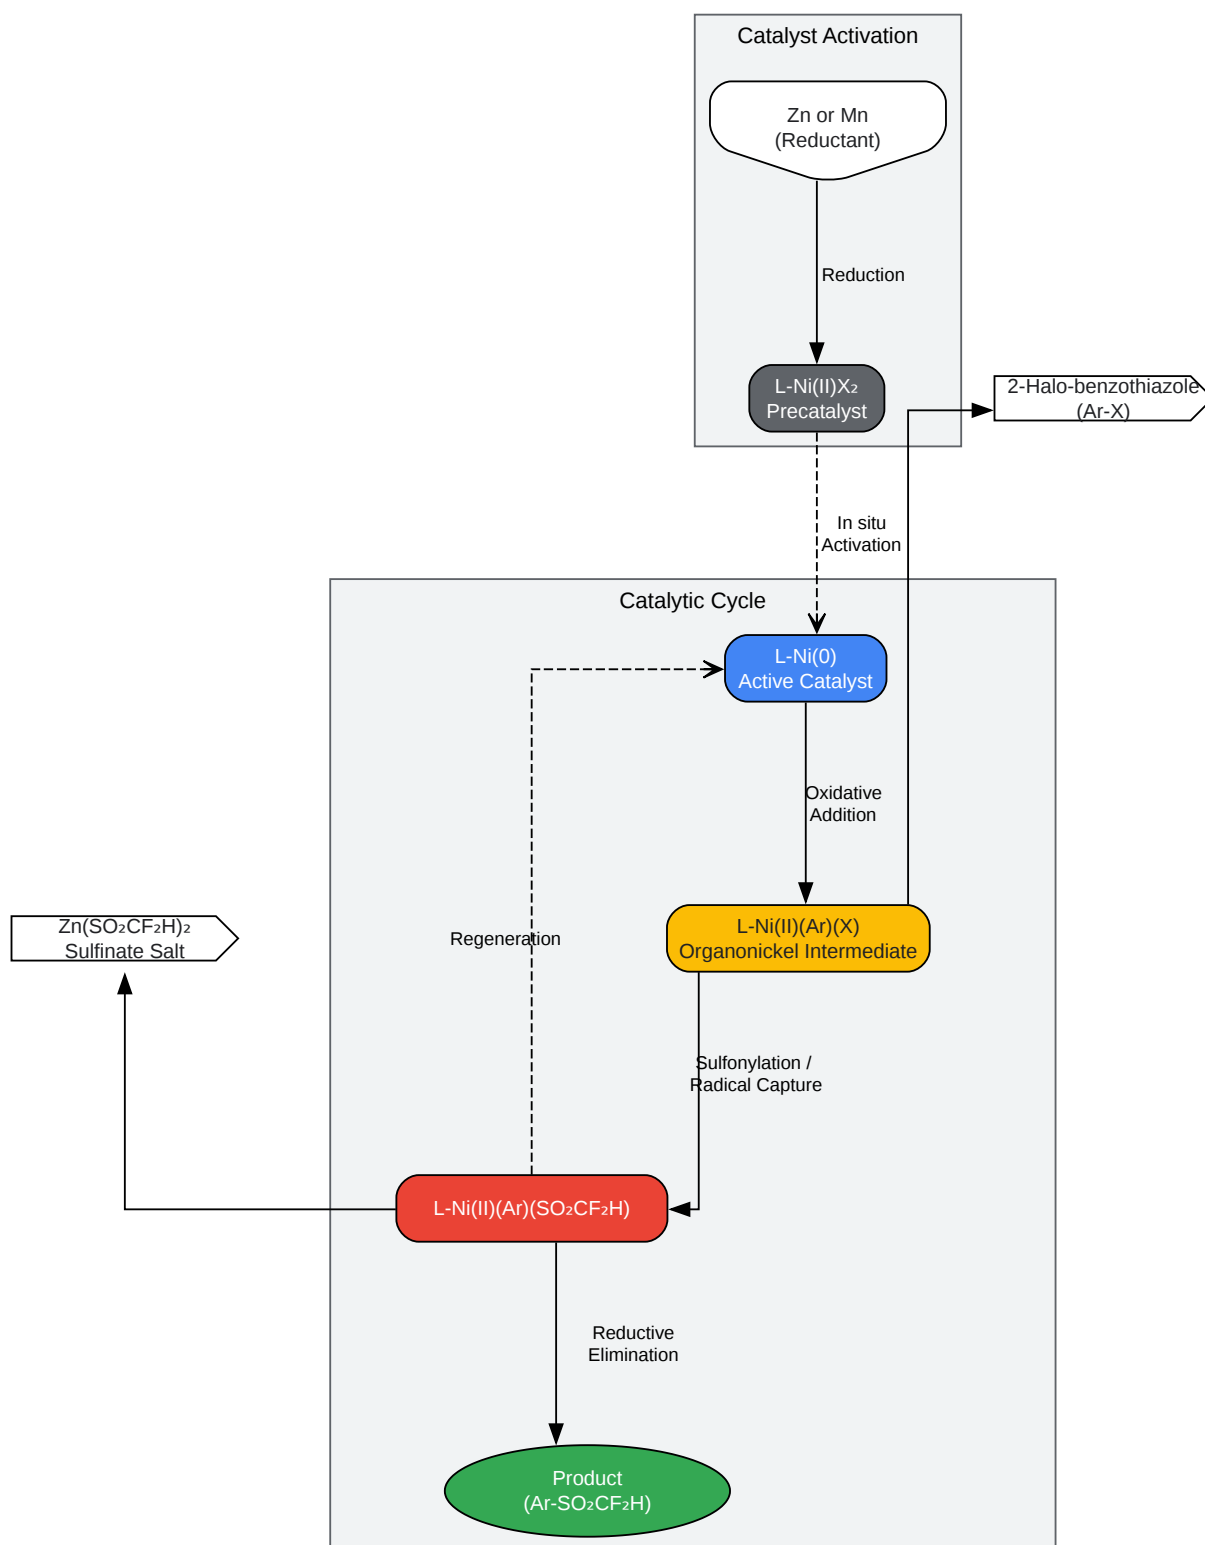 Catalyst Activation
Zn or Mn
(Reductant)
Reduction
L-Ni(II)X₂
Precatalyst
2-Halo-benzothiazole
(Ar-X)
In situ
Activation
Catalytic Cycle
L-Ni(0)
Active Catalyst
Oxidative
Addition
Zn(SO₂CF₂H)₂
Sulfinate Salt
Regeneration
L-Ni(II)(Ar)(X)
Organonickel Intermediate
Sulfonylation /
Radical Capture
L-Ni(II)(Ar)(SO₂CF₂H)
Reductive
Elimination
Product
(Ar-SO₂CF₂H)